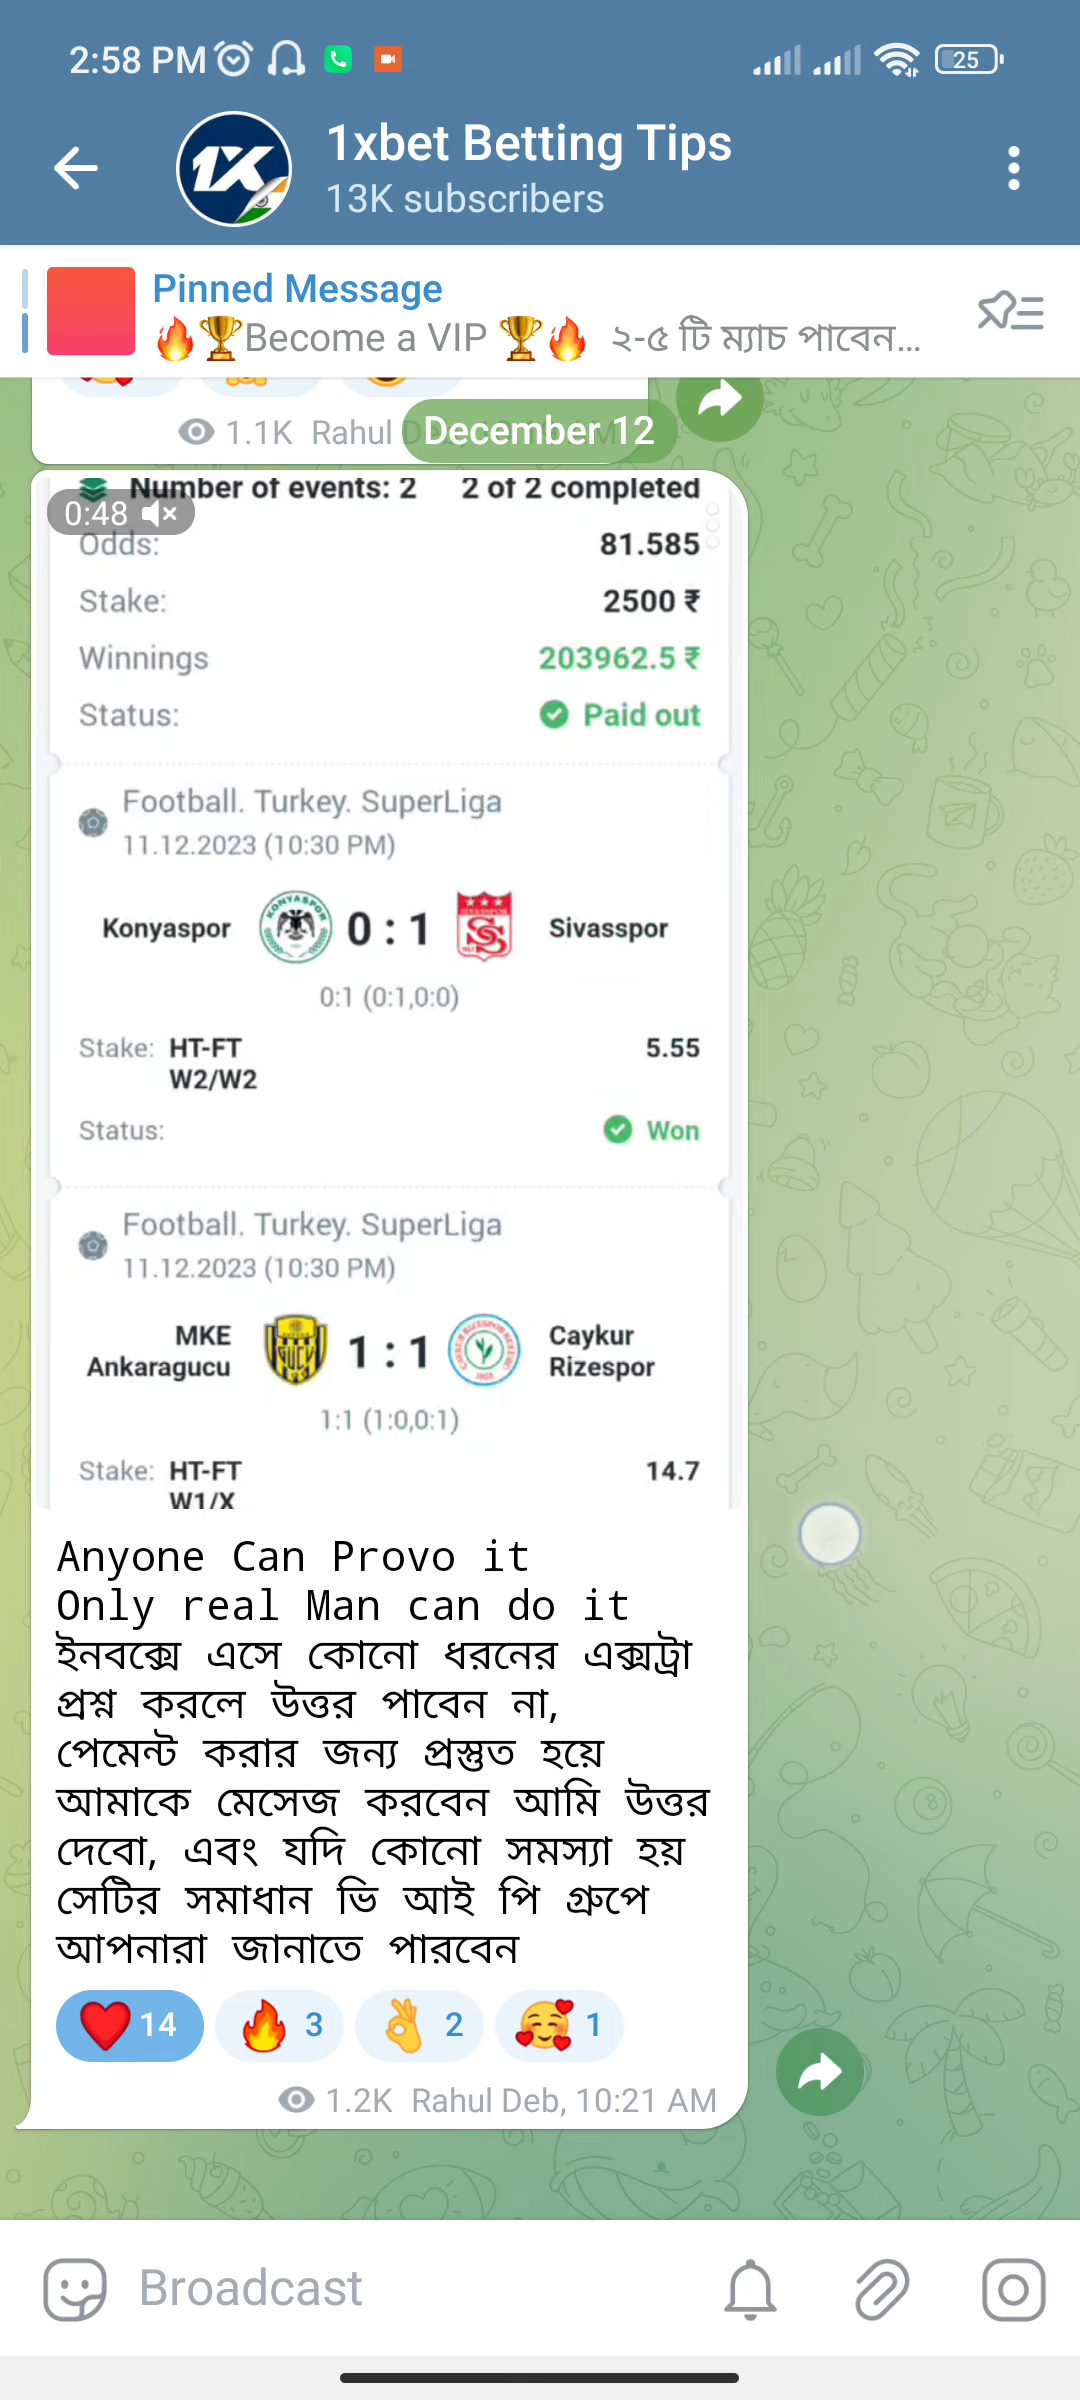 2:58 PM
25
1X
1xbet Betting Tips
13K subscribers
Pinned Message
🔥🏆Become a VIP 🏆🔥 ২-৫ টি ম্যাচ পাবেন...
1.1K Rahul
December 12
Number of events: 2 2 of 2 completed
0:48
Odds: 81.585
Stake: 2500 ₹
Winnings 203962.5 ₹
Status: Paid out
Football. Turkey. SuperLiga
11.12.2023 (10:30 PM)
Konyaspor 0 : 1 Sivasspor
0:1 (0:1,0:0)
Stake: HT-FT 5.55
W2/W2
Status: Won
Football. Turkey. SuperLiga
11.12.2023 (10:30 PM)
MKE Ankaragucu 1 : 1 Caykur Rizespor
1:1 (1:0,0:1)
Stake: HT-FT 14.7
W1/X
Anyone Can Provo it
Only real Man can do it
ইনবক্সে এসে কোনো ধরনের এক্সট্রা
প্রশ্ন করলে উত্তর পাবেন না,
পেমেন্ট করার জন্য প্রস্তুত হয়ে
আমাকে মেসেজ করবেন আমি উত্তর
দেবো, এবং যদি কোনো সমস্যা হয়
সেটির সমাধান ভি আই পি গ্রুপে
আপনারা জানাতে পারবেন
❤️ 14 🔥 3 👌 2 🥰 1
1.2K Rahul Deb, 10:21 AM
Broadcast